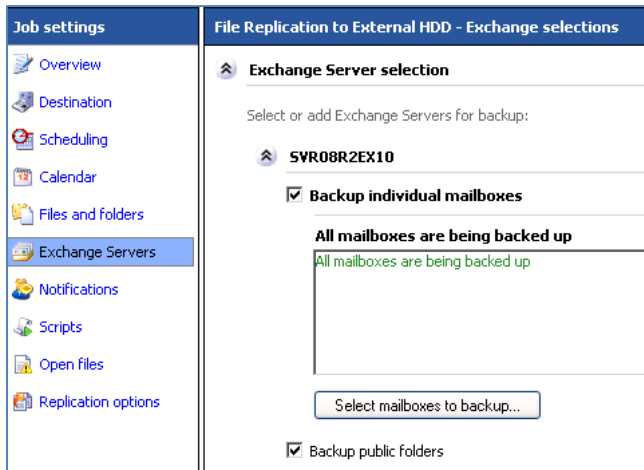 Job settings
Overview
Destination
Scheduling
12
Calendar
Files and folders
Exchange Servers
Notifications
Scripts
Open files
Replication options
File Replication to External HDD - Exchange selections
Exchange Server selection
Select or add Exchange Servers for backup:
SVR08R2EX10
Backup individual mailboxes
All mailboxes are being backed up
All mailboxes are being backed up
Select mailboxes to backup...
Backup public folders